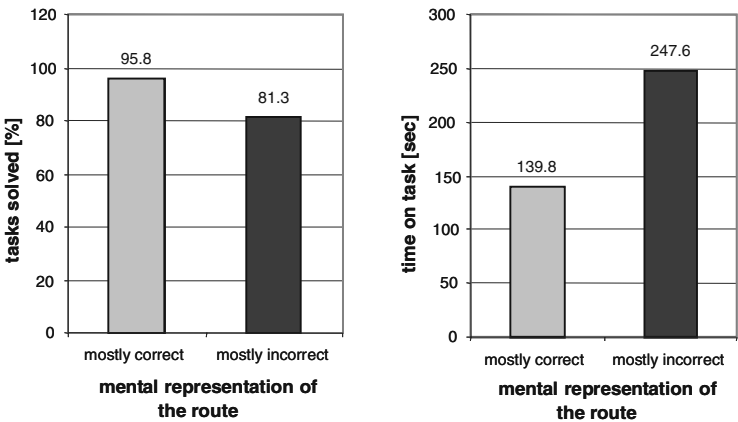 120
100
80
60
40
20
0
tasks solved [%]
95.8
81.3
mostly correct mostly incorrect
mental representation of
the route
300
250
200
150
100
50
0
time on task [sec]
139.8
247.6
mostly correct mostly incorrect
mental representation of
the route